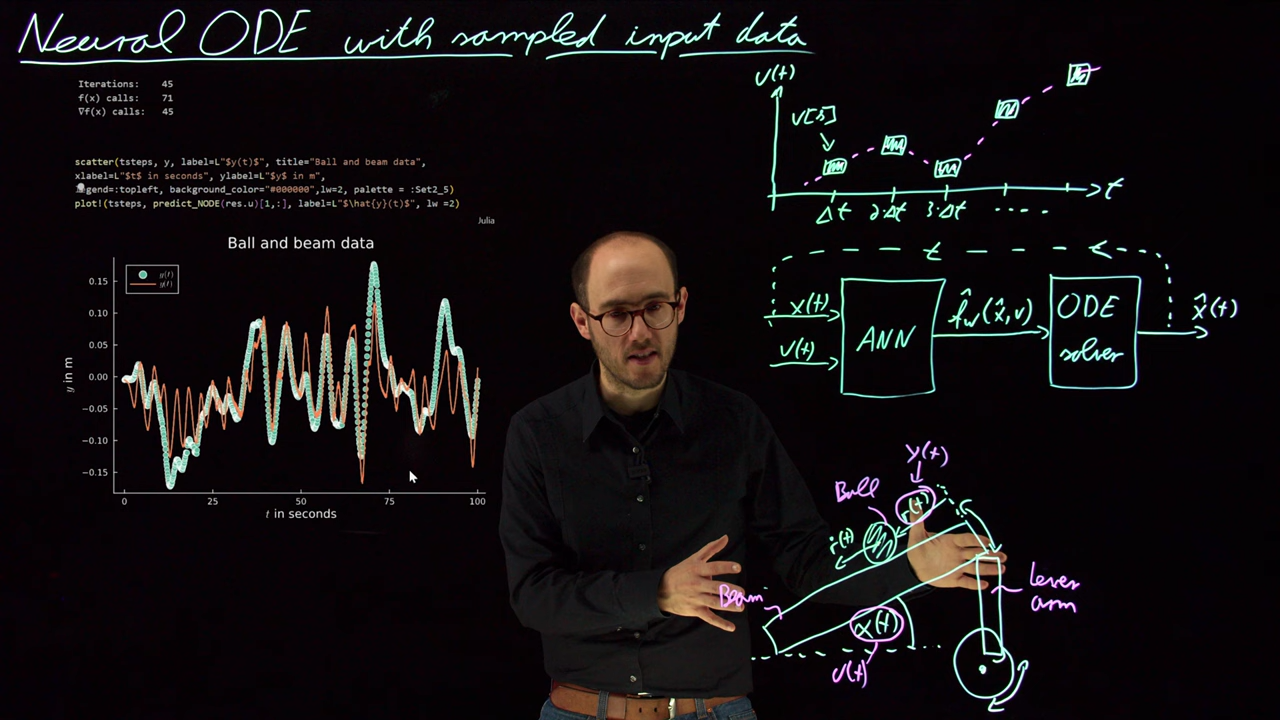 Neural ODE with sampled input data
Iterations: 45
f(x) calls: 71
∇f(x) calls: 45
scatter(tsteps, y, label=L"$y(t)$", title="Ball and beam data",
xlabel=L"$t$ in seconds", ylabel=L"$y$ in m",
legend=:topleft, background_color="#000000",lw=2, palette = :Set2_5)
plot!(tsteps, predict_NODE(res.u)[1,:], label=L"$\hat{y}(t)$", lw =2)
Julia
Ball and beam data
y(t)
ŷ(t)
0.15
0.10
0.05
0.00
−0.05
−0.10
−0.15
y in m
0 25 50 75 100
t in seconds
v(t)
v[s]
t
Δt 2·Δt 3·Δt ....
x̂(t)
v(t)
ANN
f̂w(x̂,v)
ODE
solver
x̂(t)
y(t)
Ball
r(t)
ṙ(t)
Beam
lever
arm
α(t)
v(t)